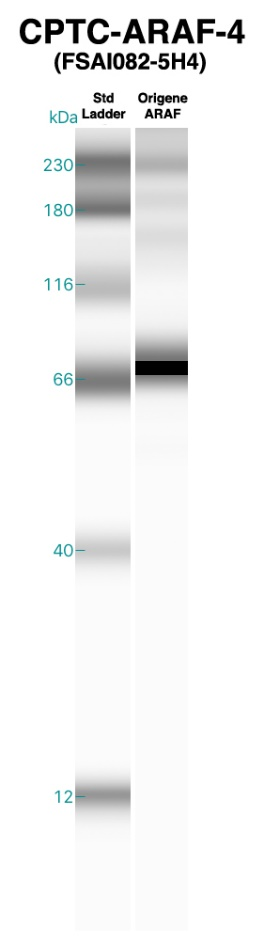 CPTC-ARAF-4
(FSAI082-5H4)
Std Origene
kDa Ladder ARAF
230
180
116
66
40
12